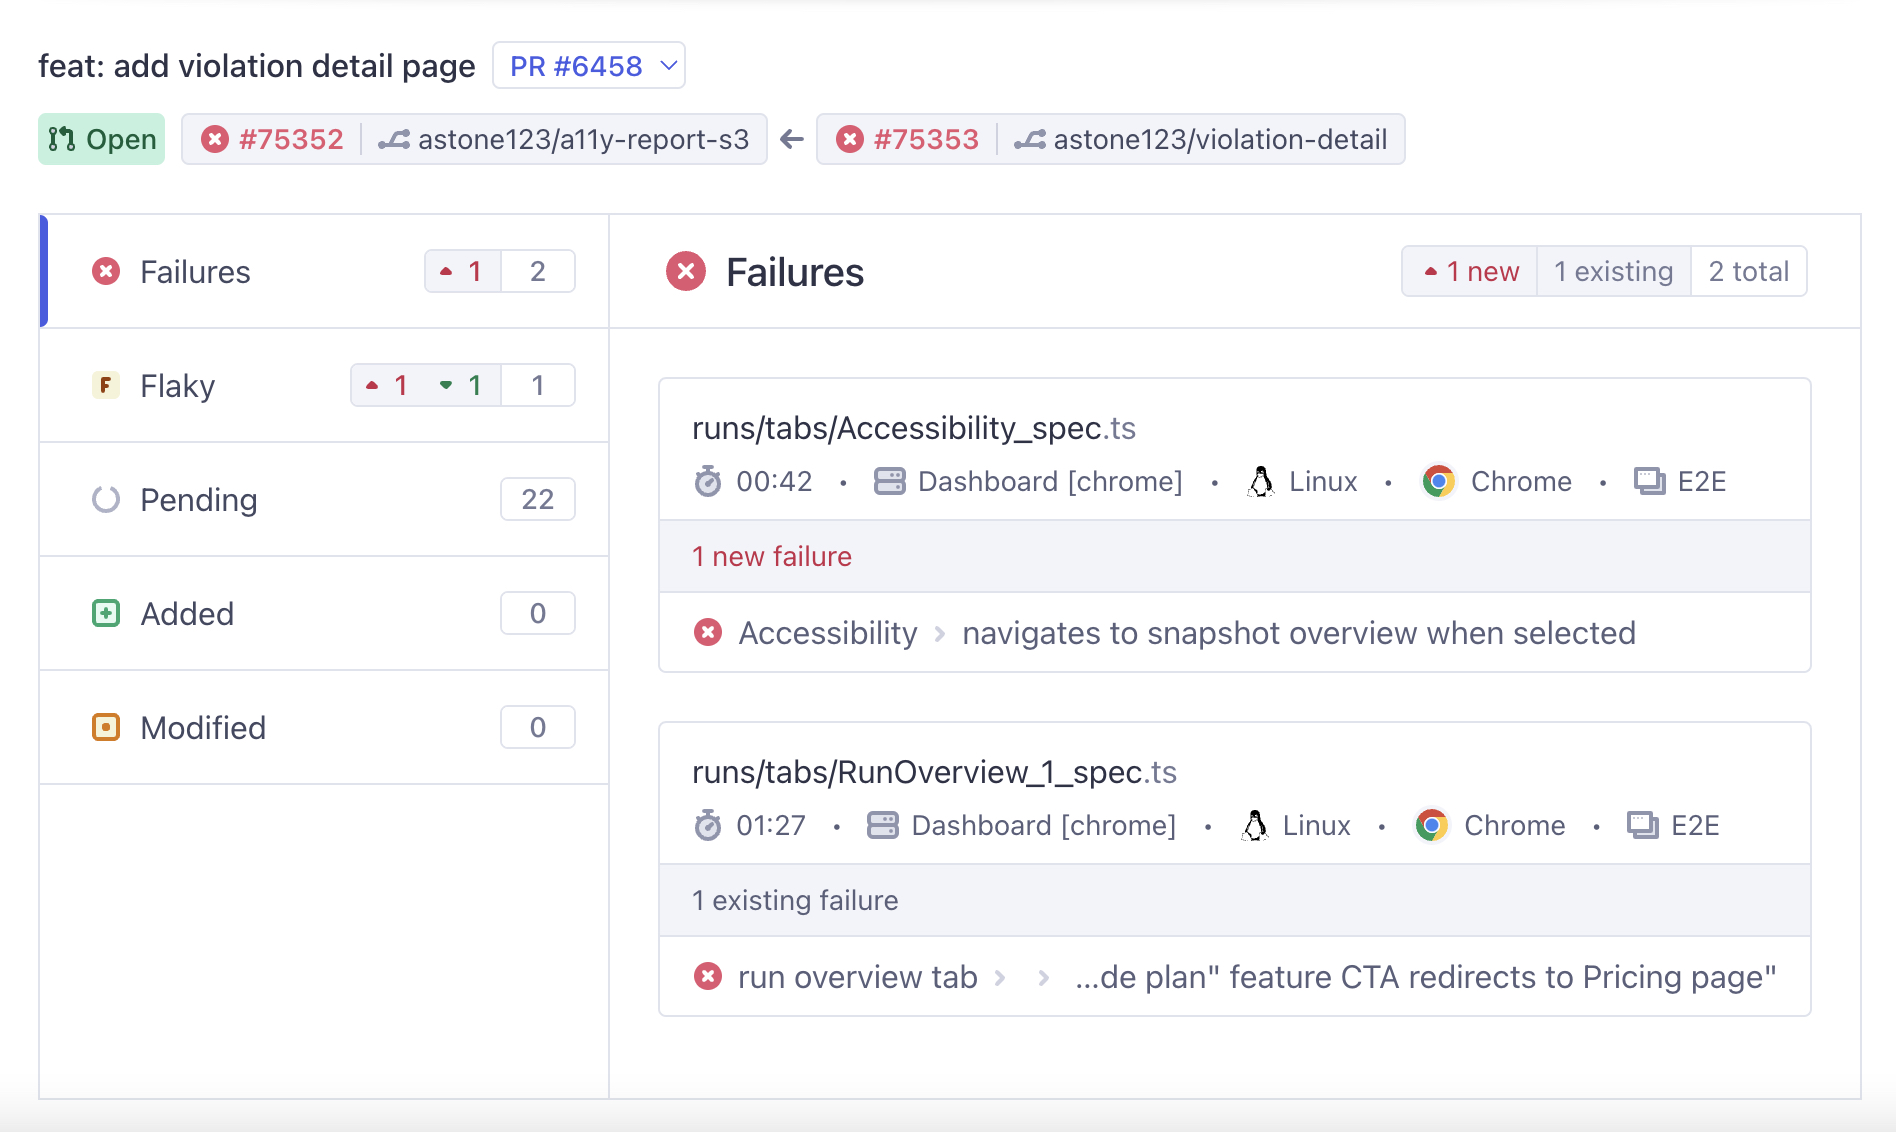 feat: add violation detail page PR #6458
Open #75352 astone123/a11y-report-s3 ← #75353 astone123/violation-detail
Failures 1 2
F Flaky 1 1 1
Pending 22
Added 0
Modified 0
Failures 1 new 1 existing 2 total
runs/tabs/Accessibility_spec.ts
00:42 • Dashboard [chrome] • Linux • Chrome • E2E
1 new failure
Accessibility > navigates to snapshot overview when selected
runs/tabs/RunOverview_1_spec.ts
01:27 • Dashboard [chrome] • Linux • Chrome • E2E
1 existing failure
run overview tab > > ...de plan" feature CTA redirects to Pricing page"